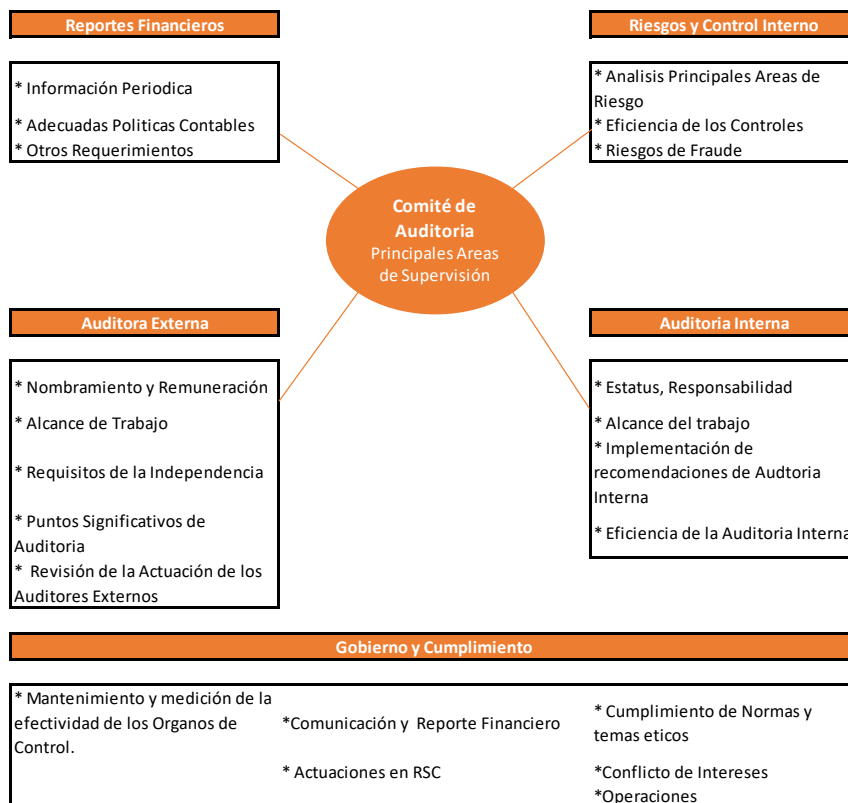 Reportes Financieros
* Información Periodica
* Adecuadas Politicas Contables
* Otros Requerimientos
Riesgos y Control Interno
* Analisis Principales Areas de
Riesgo
* Eficiencia de los Controles
* Riesgos de Fraude
Comité de
Auditoria
Principales Areas
de Supervisión
Auditora Externa
* Nombramiento y Remuneración
* Alcance de Trabajo
* Requisitos de la Independencia
* Puntos Significativos de
Auditoria
* Revisión de la Actuación de los
Auditores Externos
Auditoria Interna
* Estatus, Responsabilidad
* Alcance del trabajo
* Implementación de
recomendaciones de Audtoria
Interna
* Eficiencia de la Auditoria Interna
Gobierno y Cumplimiento
* Mantenimiento y medición de la
efectividad de los Organos de
Control.
*Comunicación y Reporte Financiero
* Actuaciones en RSC
* Cumplimiento de Normas y
temas eticos
*Conflicto de Intereses
*Operaciones